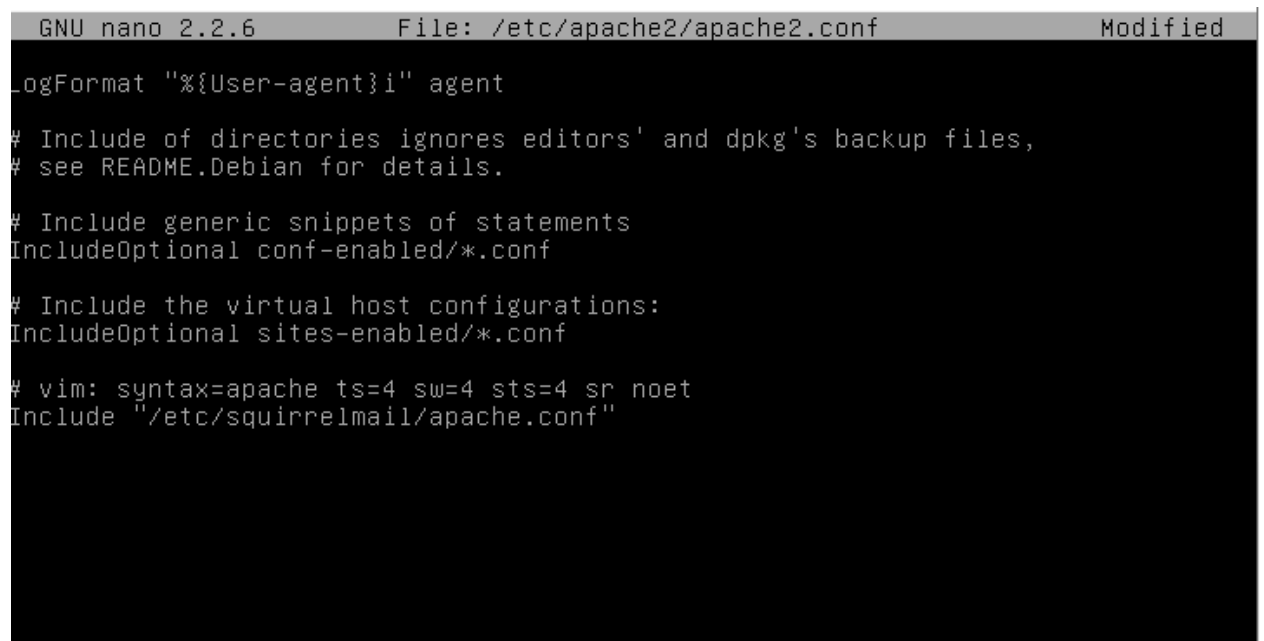 GNU nano 2.2.6 File: /etc/apache2/apache2.conf Modified
LogFormat "%{User-agent}i" agent
# Include of directories ignores editors' and dpkg's backup files,
# see README.Debian for details.
# Include generic snippets of statements
IncludeOptional conf-enabled/*.conf
# Include the virtual host configurations:
IncludeOptional sites-enabled/*.conf
# vim: syntax=apache ts=4 sw=4 sts=4 sr noet
Include "/etc/squirrelmail/apache.conf"